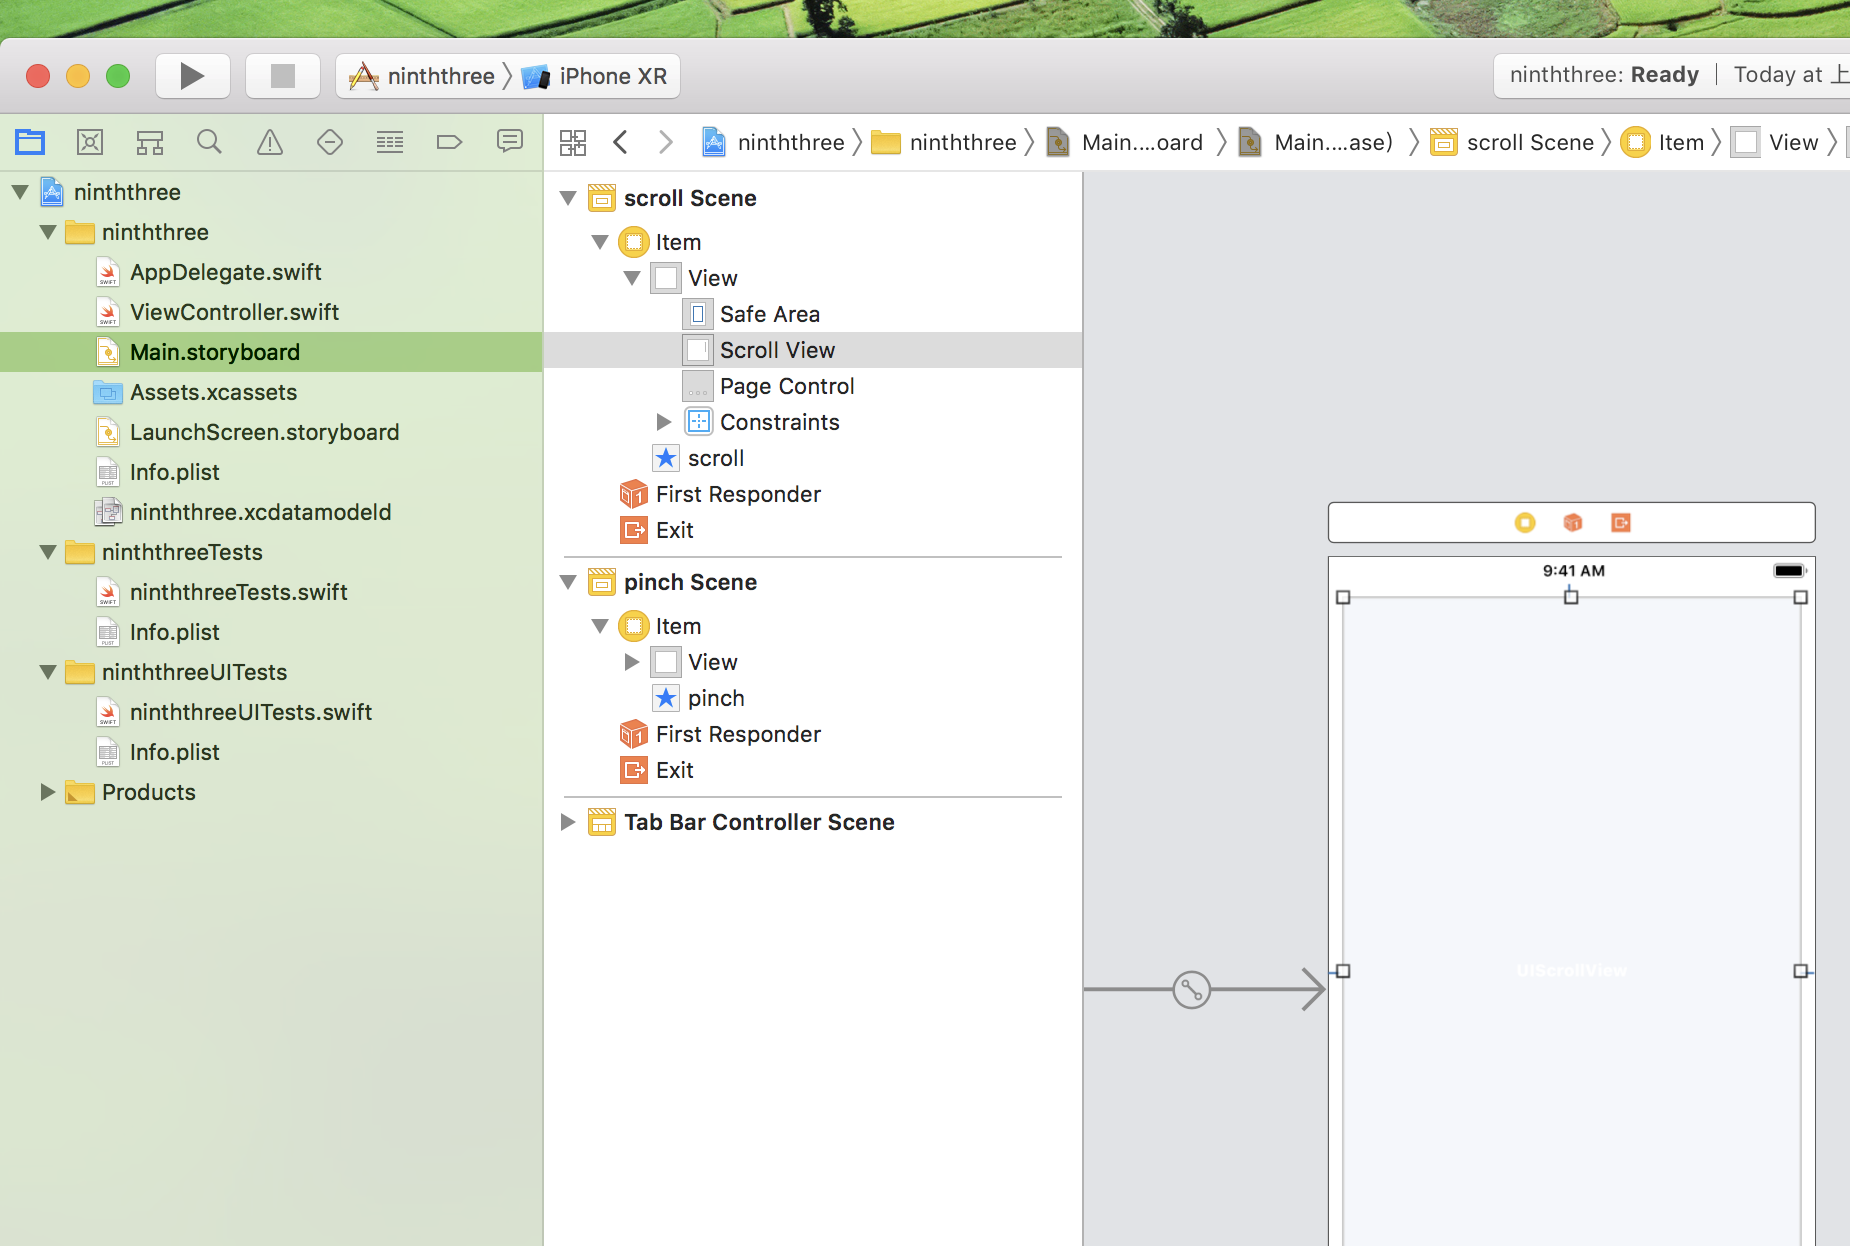 ninththree 〉 iPhone XR
ninththree: Ready | Today at 上
ninththree 〉 ninththree 〉 Main....oard 〉 Main....ase) 〉 scroll Scene 〉 Item 〉 View 〉
ninththree
ninththree
AppDelegate.swift
ViewController.swift
Main.storyboard
Assets.xcassets
LaunchScreen.storyboard
Info.plist
ninththree.xcdatamodeld
ninththreeTests
ninththreeTests.swift
Info.plist
ninththreeUITests
ninththreeUITests.swift
Info.plist
Products
scroll Scene
Item
View
Safe Area
Scroll View
Page Control
Constraints
scroll
First Responder
Exit
pinch Scene
Item
View
pinch
First Responder
Exit
Tab Bar Controller Scene
9:41 AM
UIScrollView